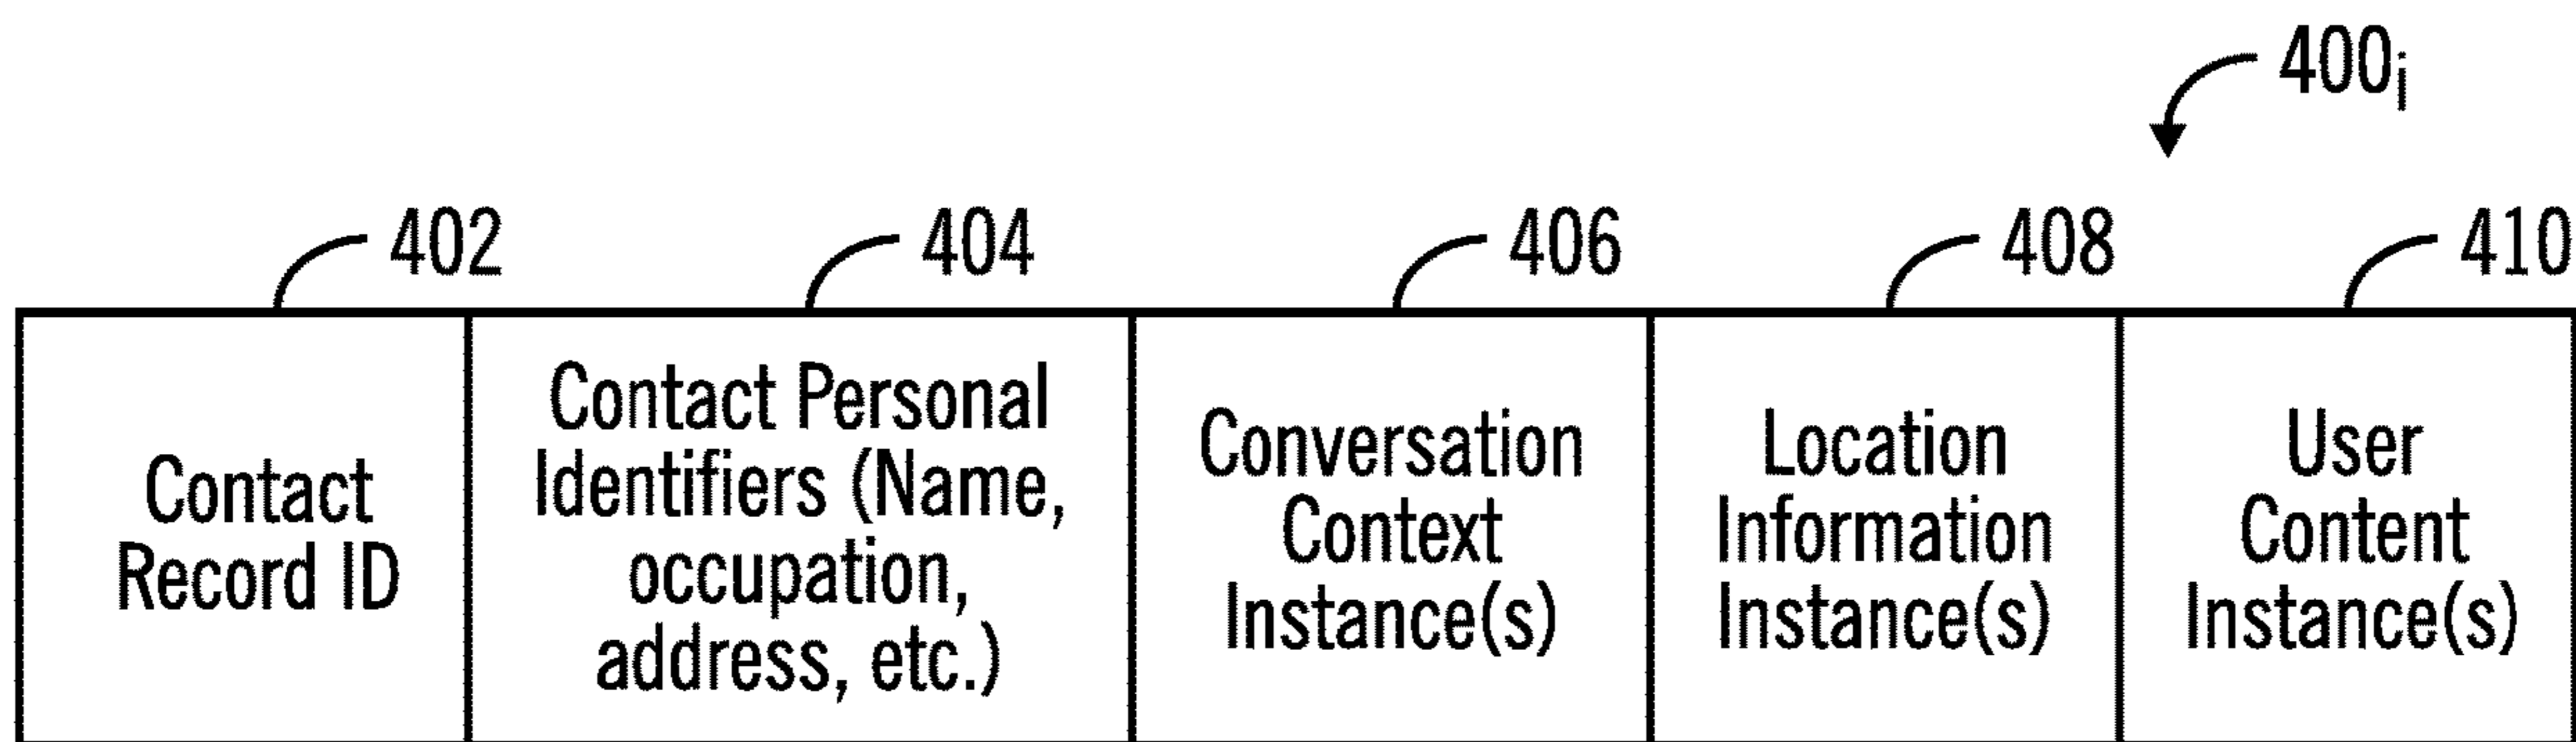 400i
402
404
406
408
410
Contact
Record ID
Contact Personal
Identifiers (Name,
occupation,
address, etc.)
Conversation
Context
Instance(s)
Location
Information
Instance(s)
User
Content
Instance(s)